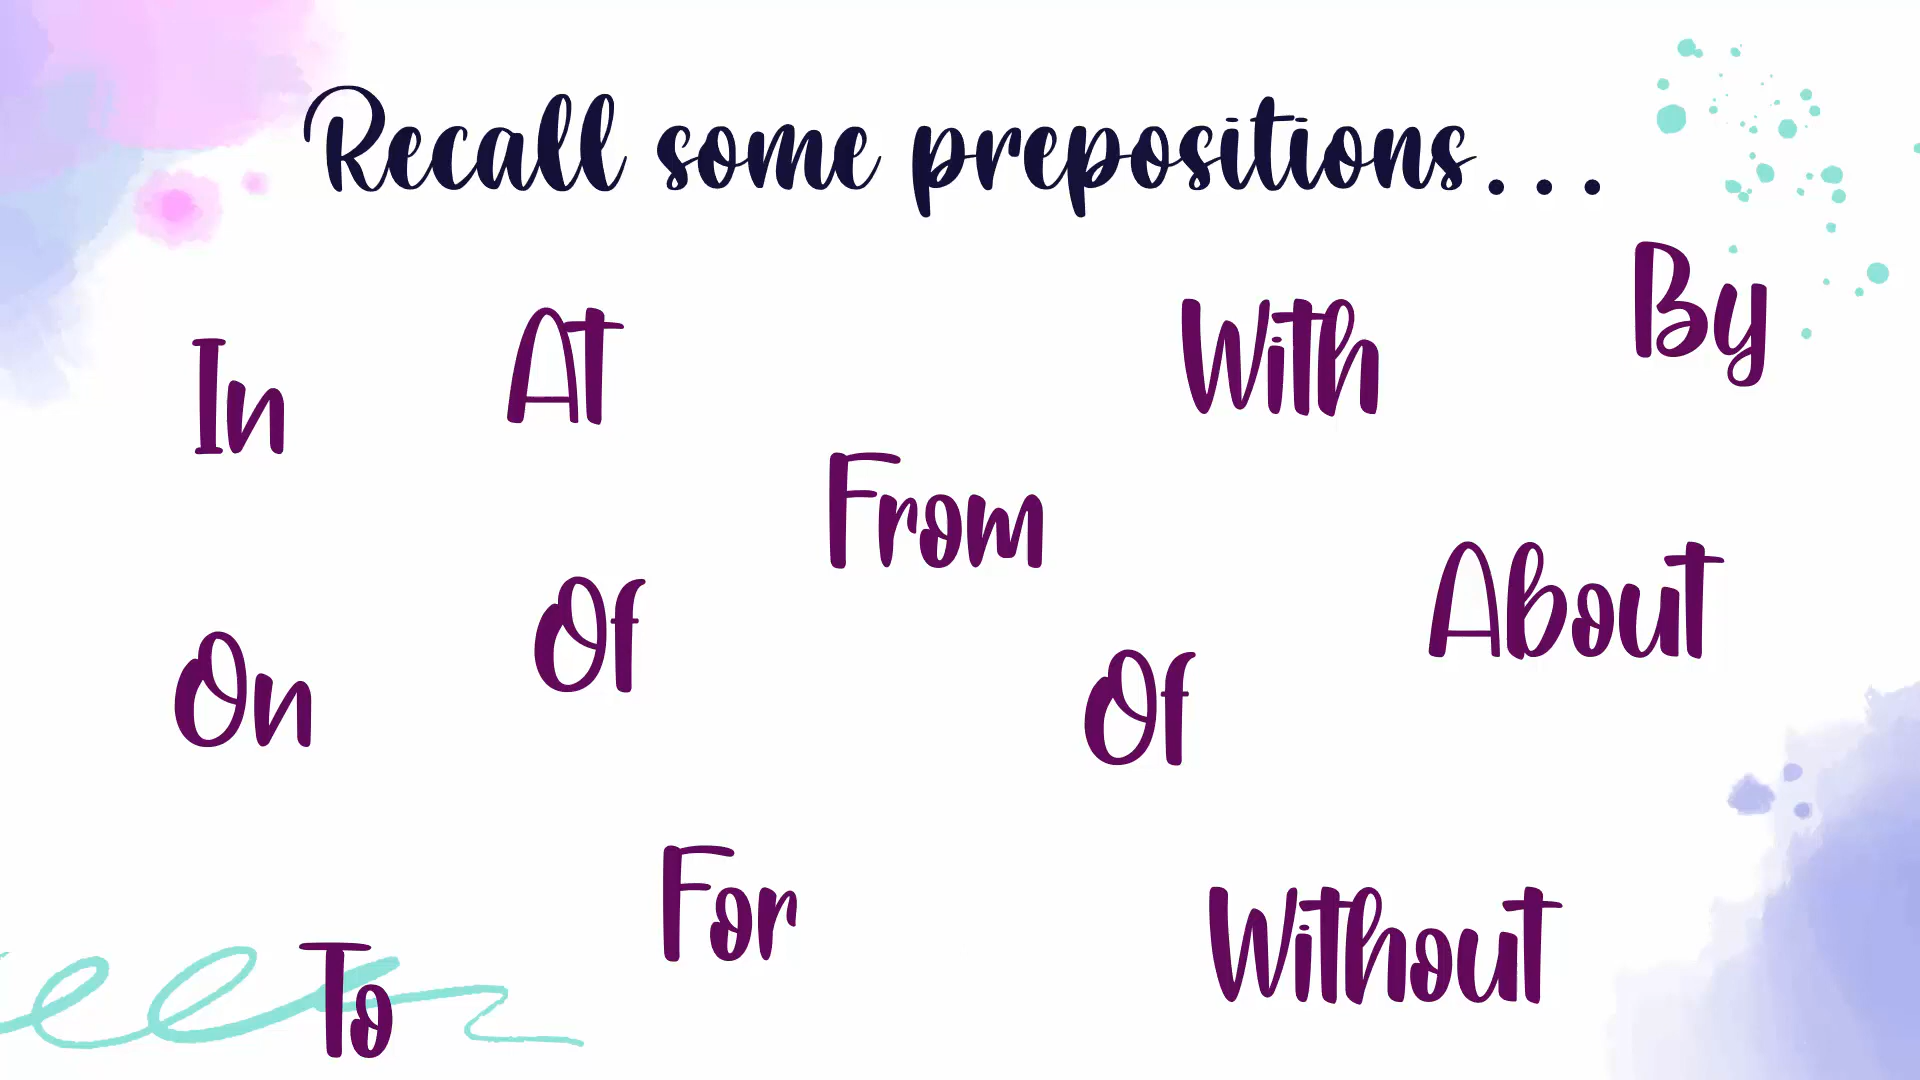 Recall some prepositions...
By
With
At
In
From
About
Of
On
Of
For
Without
To